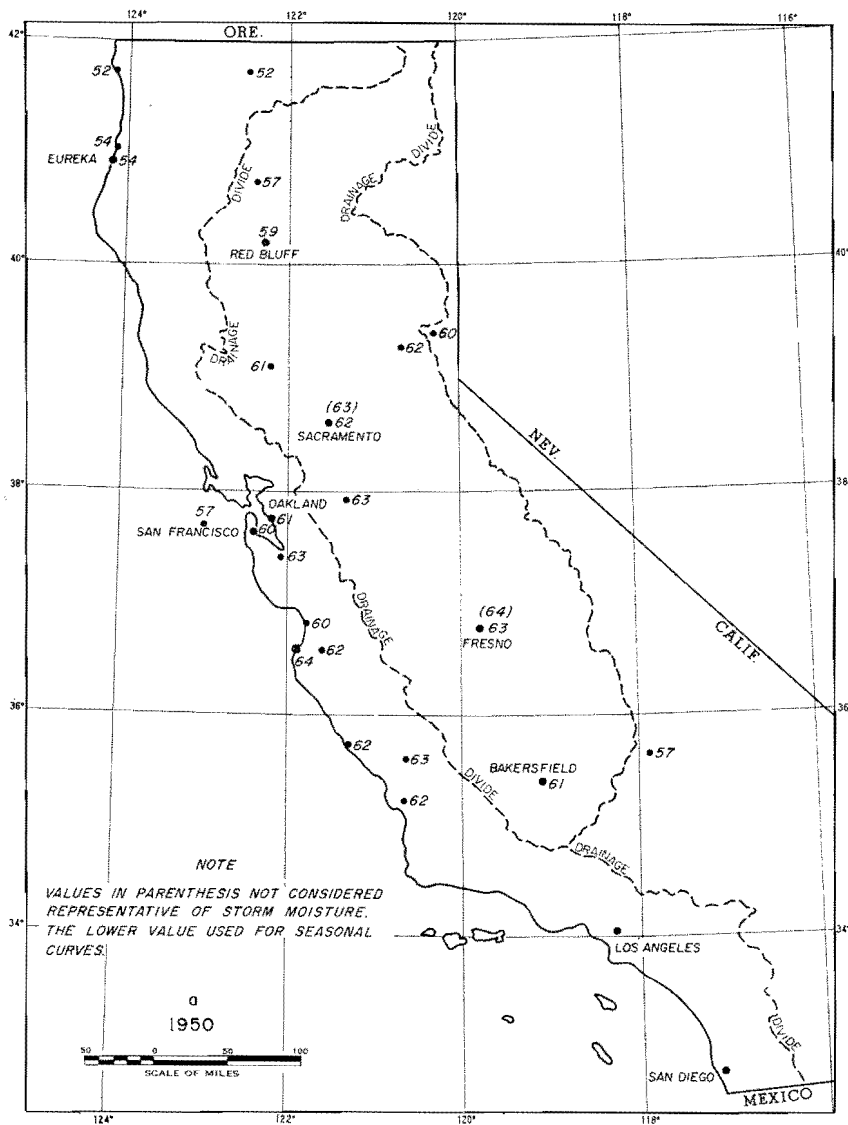 124° 122° 120° 118° 116°
42°
ORE.
52
52
54
EUREKA 54
57
DIVIDE
DIVIDE
DRAINAGE
59
RED BLUFF
40°
40°
DRAINAGE
60
62
61
DRAINAGE
(63)
62
SACRAMENTO
NEV.
CALIF.
38°
38°
63
OAKLAND
57
61
SAN FRANCISCO 60
63
DRAINAGE
(64)
63
FRESNO
60
62
64
36°
36°
62
63
57
BAKERSFIELD
61
62
DIVIDE
DRAINAGE
NOTE
VALUES IN PARENTHESIS NOT CONSIDERED
REPRESENTATIVE OF STORM MOISTURE.
THE LOWER VALUE USED FOR SEASONAL
CURVES.
34°
34°
LOS ANGELES
a
1950
50 0 50 100
SCALE OF MILES
DIVIDE
SAN DIEGO
MEXICO
124° 122° 120° 118°